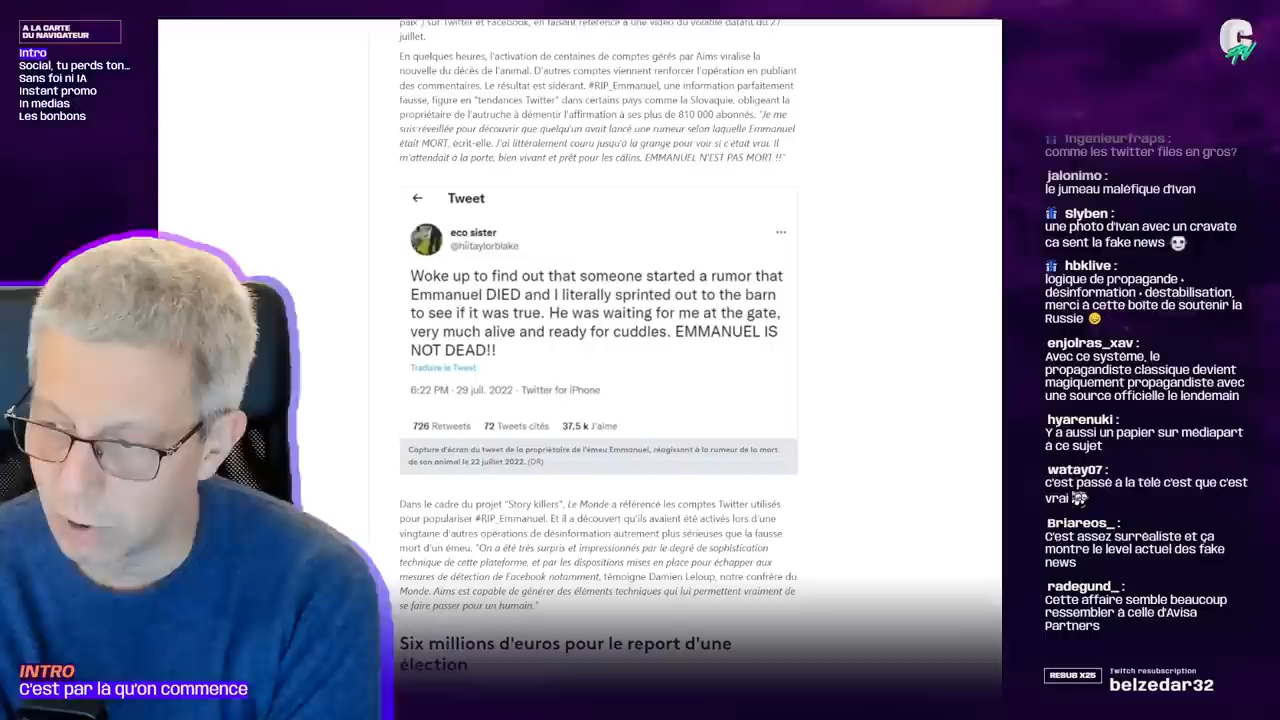 A LA CARTE
DU NAVIGATEUR
Intro
Social, tu perds ton...
Sans foi ni IA
Instant promo
In medias
Les bonbons
paix") sur Twitter et Facebook, en faisant référence à une vidéo du volatile datant du 27
juillet.
En quelques heures, l'activation de centaines de comptes gérés par Aims viralise la
nouvelle du décès de l'animal. D'autres comptes viennent renforcer l'opération en publiant
des commentaires. Le résultat est sidérant. #RIP_Emmanuel, une information parfaitement
fausse, figure en "tendances Twitter" dans certains pays comme la Slovaquie, obligeant la
propriétaire de l'autruche à démentir l'affirmation à ses plus de 810 000 abonnés. "Je me
suis réveillée pour découvrir que quelqu'un avait lancé une rumeur selon laquelle Emmanuel
était MORT, écrit-elle. J'ai littéralement couru jusqu'à la grange pour voir si c'était vrai. Il
m'attendait à la porte, bien vivant et prêt pour les câlins. EMMANUEL N'EST PAS MORT !!"
← Tweet
eco sister
@hiitaylorblake
Woke up to find out that someone started a rumor that
Emmanuel DIED and I literally sprinted out to the barn
to see if it was true. He was waiting for me at the gate,
very much alive and ready for cuddles. EMMANUEL IS
NOT DEAD!!
Traduire le Tweet
6:22 PM · 29 juil. 2022 · Twitter for iPhone
726 Retweets 72 Tweets cités 37,5 k J'aime
Capture d'écran du tweet de la propriétaire de l'émeu Emmanuel, réagissant à la rumeur de la mort
de son animal le 22 juillet 2022. (DR)
Dans le cadre du projet "Story killers", Le Monde a référencé les comptes Twitter utilisés
pour populariser #RIP_Emmanuel. Et il a découvert qu'ils avaient été activés lors d'une
vingtaine d'autres opérations de désinformation autrement plus sérieuses que la fausse
mort d'un émeu. "On a été très surpris et impressionnés par le degré de sophistication
technique de cette plateforme, et par les dispositions mises en place pour échapper aux
mesures de détection de Facebook notamment, témoigne Damien Leloup, notre confrère du
Monde. Aims est capable de générer des éléments techniques qui lui permettent vraiment de
se faire passer pour un humain."
Six millions d'euros pour le report d'une
élection
INTRO
C'est par là qu'on commence
G TV
ingenieurfraps :
comme les twitter files en gros?
jalonimo :
le jumeau maléfique d'ivan
slyben :
une photo d'ivan avec un cravate
ca sent la fake news
hbklive :
logique de propagande +
désinformation + destabilisation,
merci à cette boite de soutenir la
Russie
enjolras_xav :
Avec ce système, le
propagandiste classique devient
magiquement propagandiste avec
une source officielle le lendemain
hyarenuki :
Y a aussi un papier sur médiapart
à ce sujet
watay07 :
c'est passé à la télé c'est que c'est
vrai
Briareos_ :
C'est assez surréaliste et ça
montre le level actuel des fake
news
radegund_ :
Cette affaire semble beaucoup
ressembler à celle d'Avisa
Partners
RESUB X25
Twitch resubscription
belzedar32